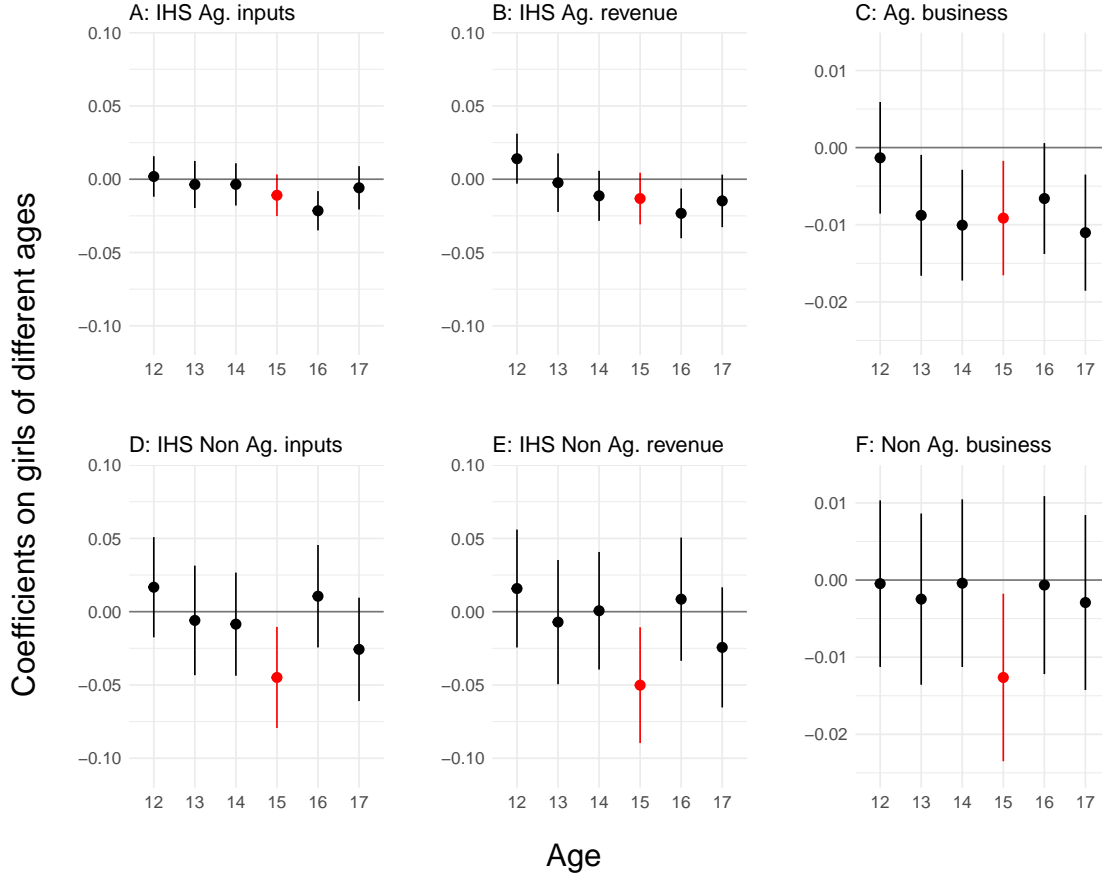 A: IHS Ag. inputs
B: IHS Ag. revenue
C: Ag. business
0.10
0.05
0.00
−0.05
−0.10
12 13 14 15 16 17
0.10
0.05
0.00
−0.05
−0.10
12 13 14 15 16 17
0.01
0.00
−0.01
−0.02
12 13 14 15 16 17
Coefficients on girls of different ages
D: IHS Non Ag. inputs
E: IHS Non Ag. revenue
F: Non Ag. business
0.10
0.05
0.00
−0.05
−0.10
12 13 14 15 16 17
0.10
0.05
0.00
−0.05
−0.10
12 13 14 15 16 17
0.01
0.00
−0.01
−0.02
12 13 14 15 16 17
Age